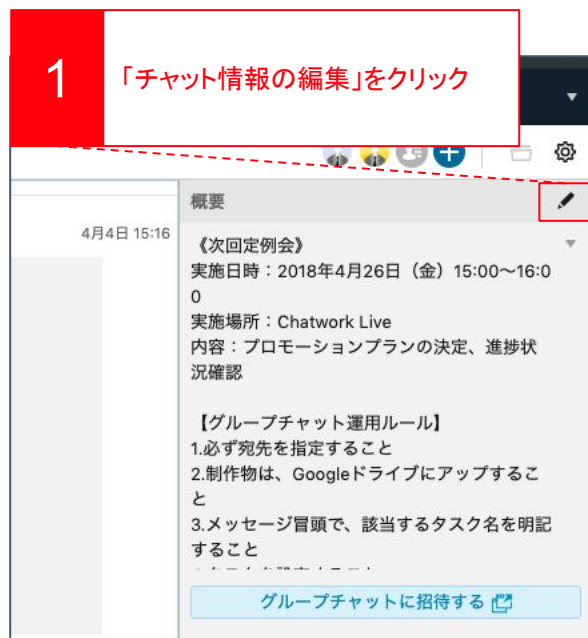 1
「チャット情報の編集」をクリック
概要
4月4日 15:16
《次回定例会》
実施日時：2018年4月26日（金）15:00〜16:0
0
実施場所：Chatwork Live
内容：プロモーションプランの決定、進捗状
況確認
【グループチャット運用ルール】
1.必ず宛先を指定すること
2.制作物は、Googleドライブにアップするこ
と
3.メッセージ冒頭で、該当するタスク名を明記
すること
グループチャットに招待する